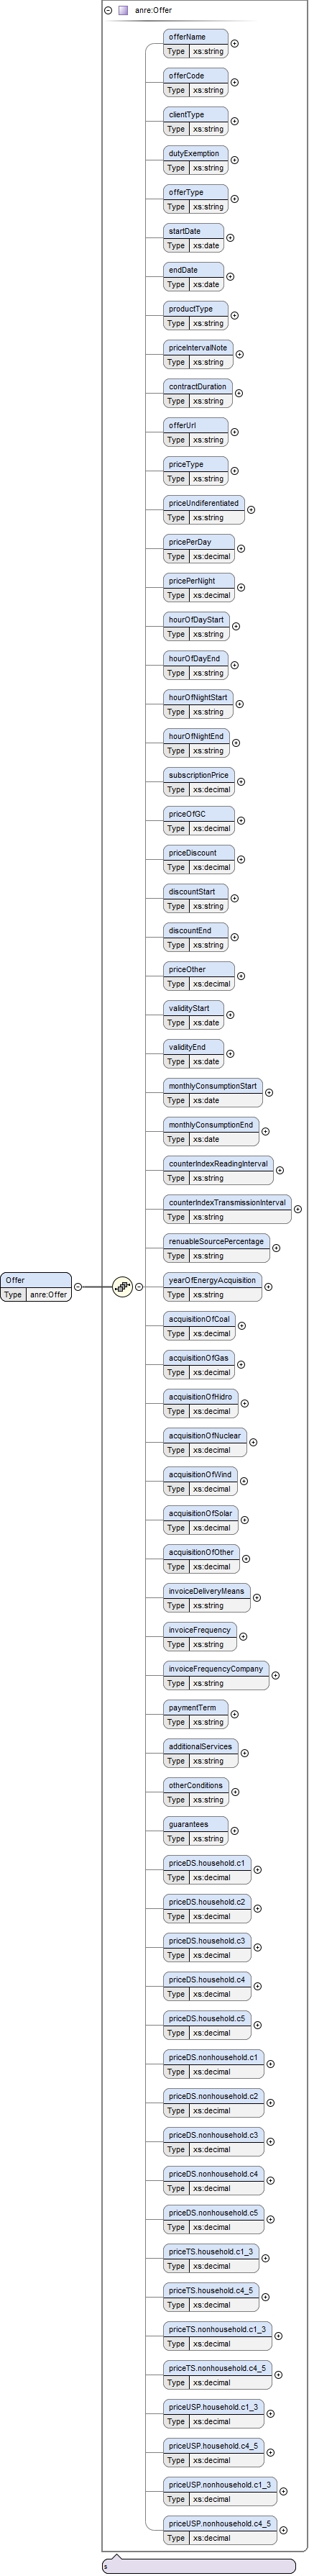 anre:Offer
offerName
Type xs:string
offerCode
Type xs:string
clientType
Type xs:string
dutyExemption
Type xs:string
offerType
Type xs:string
startDate
Type xs:date
endDate
Type xs:date
productType
Type xs:string
priceIntervalNote
Type xs:string
contractDuration
Type xs:string
offerUrl
Type xs:string
priceType
Type xs:string
priceUndiferentiated
Type xs:string
pricePerDay
Type xs:decimal
pricePerNight
Type xs:decimal
hourOfDayStart
Type xs:string
hourOfDayEnd
Type xs:string
hourOfNightStart
Type xs:string
hourOfNightEnd
Type xs:string
subscriptionPrice
Type xs:decimal
priceOfGC
Type xs:decimal
priceDiscount
Type xs:decimal
discountStart
Type xs:string
discountEnd
Type xs:string
priceOther
Type xs:decimal
validityStart
Type xs:date
validityEnd
Type xs:date
monthlyConsumptionStart
Type xs:date
monthlyConsumptionEnd
Type xs:date
counterIndexReadingInterval
Type xs:string
counterIndexTransmissionInterval
Type xs:string
renuableSourcePercentage
Type xs:string
Offer
Type anre:Offer
yearOfEnergyAcquisition
Type xs:string
acquisitionOfCoal
Type xs:decimal
acquisitionOfGas
Type xs:decimal
acquisitionOfHidro
Type xs:decimal
acquisitionOfNuclear
Type xs:decimal
acquisitionOfWind
Type xs:decimal
acquisitionOfSolar
Type xs:decimal
acquisitionOfOther
Type xs:decimal
invoiceDeliveryMeans
Type xs:string
invoiceFrequency
Type xs:string
invoiceFrequencyCompany
Type xs:string
paymentTerm
Type xs:string
additionalServices
Type xs:string
otherConditions
Type xs:string
guarantees
Type xs:string
priceDS.household.c1
Type xs:decimal
priceDS.household.c2
Type xs:decimal
priceDS.household.c3
Type xs:decimal
priceDS.household.c4
Type xs:decimal
priceDS.household.c5
Type xs:decimal
priceDS.nonhousehold.c1
Type xs:decimal
priceDS.nonhousehold.c2
Type xs:decimal
priceDS.nonhousehold.c3
Type xs:decimal
priceDS.nonhousehold.c4
Type xs:decimal
priceDS.nonhousehold.c5
Type xs:decimal
priceTS.household.c1_3
Type xs:decimal
priceTS.household.c4_5
Type xs:decimal
priceTS.nonhousehold.c1_3
Type xs:decimal
priceTS.nonhousehold.c4_5
Type xs:decimal
priceUSP.household.c1_3
Type xs:decimal
priceUSP.household.c4_5
Type xs:decimal
priceUSP.nonhousehold.c1_3
Type xs:decimal
priceUSP.nonhousehold.c4_5
Type xs:decimal
s